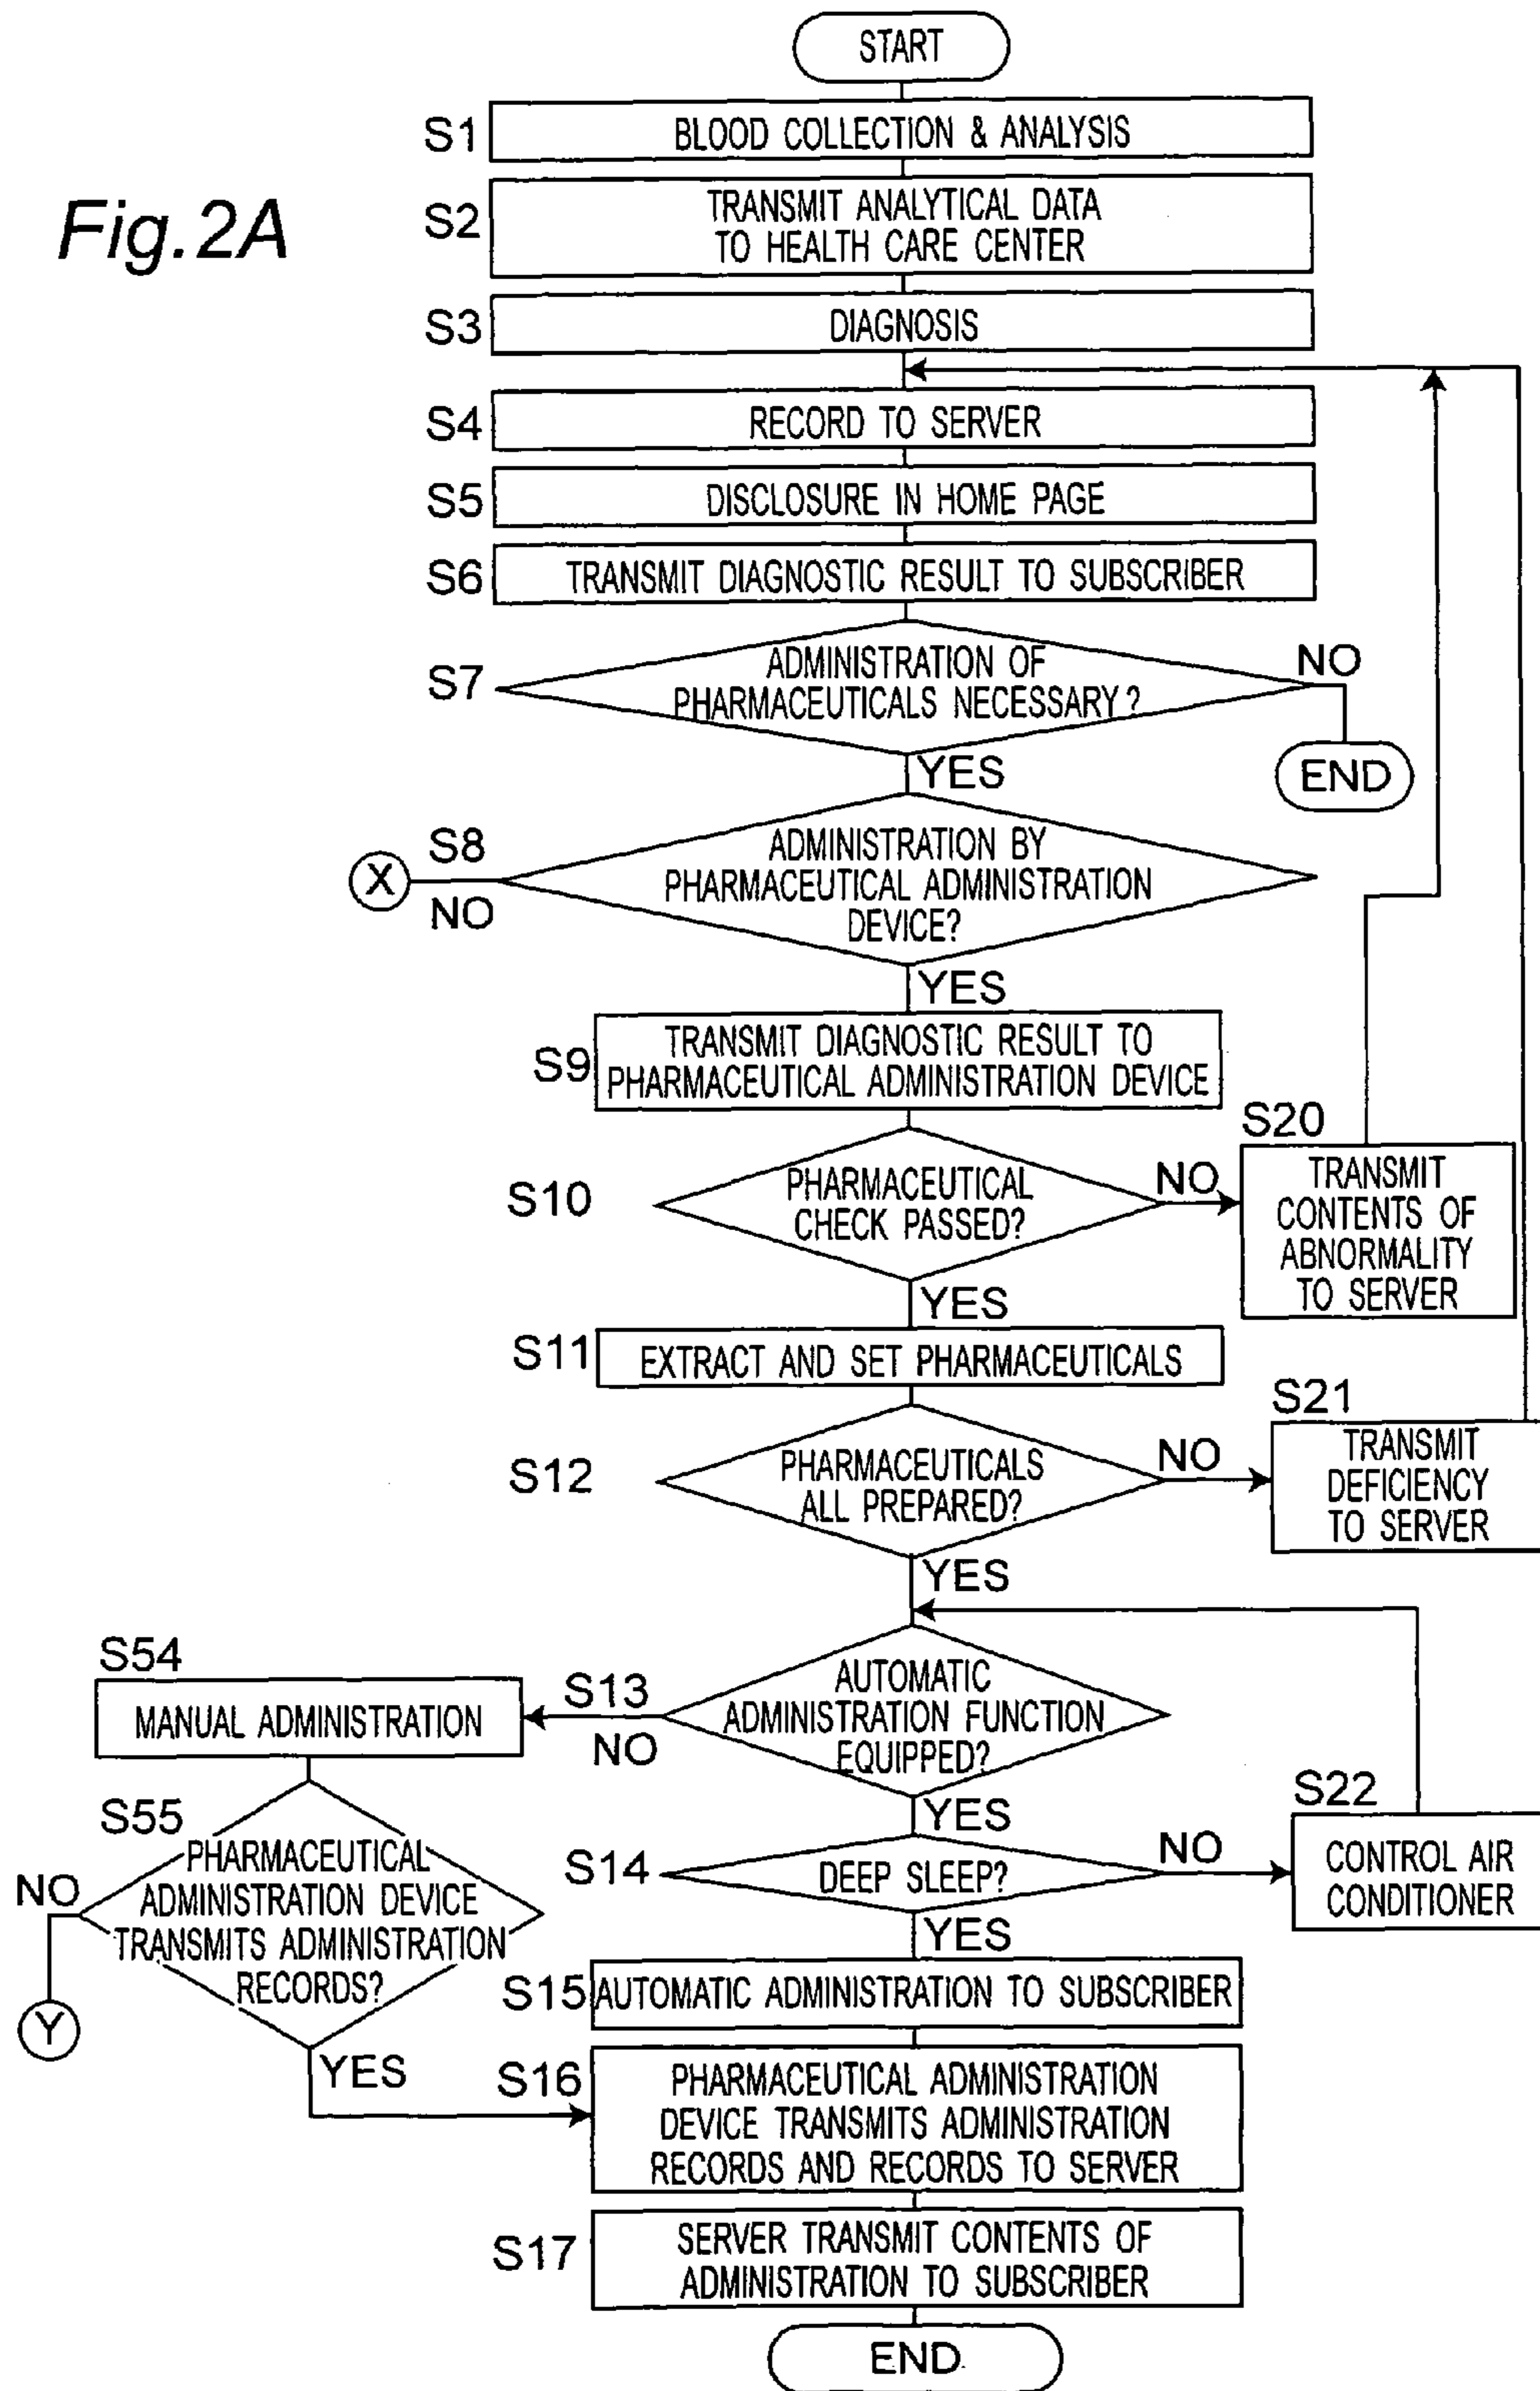 Fig.2A
START
S1
BLOOD COLLECTION & ANALYSIS
S2
TRANSMIT ANALYTICAL DATA
TO HEALTH CARE CENTER
S3
DIAGNOSIS
S4
RECORD TO SERVER
S5
DISCLOSURE IN HOME PAGE
S6
TRANSMIT DIAGNOSTIC RESULT TO SUBSCRIBER
S7
ADMINISTRATION OF
PHARMACEUTICALS NECESSARY?
NO
END
YES
S8
ADMINISTRATION BY
PHARMACEUTICAL ADMINISTRATION
DEVICE?
X
NO
YES
S9
TRANSMIT DIAGNOSTIC RESULT TO
PHARMACEUTICAL ADMINISTRATION DEVICE
S10
PHARMACEUTICAL
CHECK PASSED?
NO
S20
TRANSMIT
CONTENTS OF
ABNORMALITY
TO SERVER
YES
S11
EXTRACT AND SET PHARMACEUTICALS
S12
PHARMACEUTICALS
ALL PREPARED?
NO
S21
TRANSMIT
DEFICIENCY
TO SERVER
YES
S13
AUTOMATIC
ADMINISTRATION FUNCTION
EQUIPPED?
NO
S54
MANUAL ADMINISTRATION
S55
PHARMACEUTICAL
ADMINISTRATION DEVICE
TRANSMITS ADMINISTRATION
RECORDS?
NO
Y
YES
YES
S14
DEEP SLEEP?
NO
S22
CONTROL AIR
CONDITIONER
YES
S15
AUTOMATIC ADMINISTRATION TO SUBSCRIBER
S16
PHARMACEUTICAL ADMINISTRATION
DEVICE TRANSMITS ADMINISTRATION
RECORDS AND RECORDS TO SERVER
S17
SERVER TRANSMIT CONTENTS OF
ADMINISTRATION TO SUBSCRIBER
END